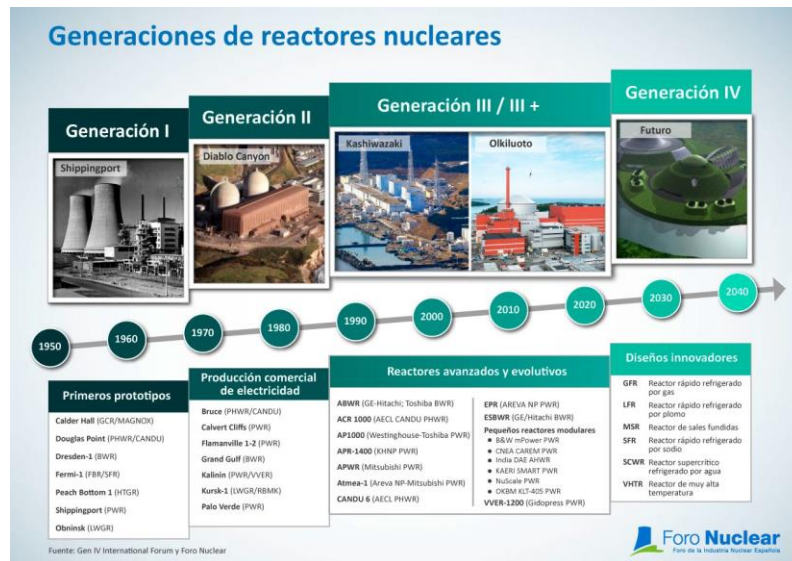 Generaciones de reactores nucleares
Generación I
Shippingport
Generación II
Diablo Canyon
Generación III / III +
Kashiwazaki
Olkiluoto
Generación IV
Futuro
1950
1960
1970
1980
1990
2000
2010
2020
2030
2040
Primeros prototipos
Calder Hall (GCR/MAGNOX)
Douglas Point (PHWR/CANDU)
Dresden-1 (BWR)
Fermi-1 (FBR/SFR)
Peach Bottom 1 (HTGR)
Shippingport (PWR)
Obninsk (LWGR)
Producción comercial
de electricidad
Bruce (PHWR/CANDU)
Calvert Cliffs (PWR)
Flamanville 1-2 (PWR)
Grand Gulf (BWR)
Kalinin (PWR/VVER)
Kursk-1 (LWGR/RBMK)
Palo Verde (PWR)
Reactores avanzados y evolutivos
ABWR (GE-Hitachi; Toshiba BWR)
ACR 1000 (AECL CANDU PHWR)
AP1000 (Westinghouse-Toshiba PWR)
APR-1400 (KHNP PWR)
APWR (Mitsubishi PWR)
Atmea-1 (Areva NP-Mitsubishi PWR)
CANDU 6 (AECL PHWR)
EPR (AREVA NP PWR)
ESBWR (GE/Hitachi BWR)
Pequeños reactores modulares
• B&W mPower PWR
• CNEA CAREM PWR
• India DAE AHWR
• KAERI SMART PWR
• NuScale PWR
• OKBM KLT-405 PWR
VVER-1200 (Gidopress PWR)
Diseños innovadores
GFR Reactor rápido refrigerado
por gas
LFR Reactor rápido refrigerado
por plomo
MSR Reactor de sales fundidas
SFR Reactor rápido refrigerado
por sodio
SCWR Reactor supercrítico
refrigerado por agua
VHTR Reactor de muy alta
temperatura
Fuente: Gen IV International Forum y Foro Nuclear
Foro Nuclear
Foro de la Industria Nuclear Española